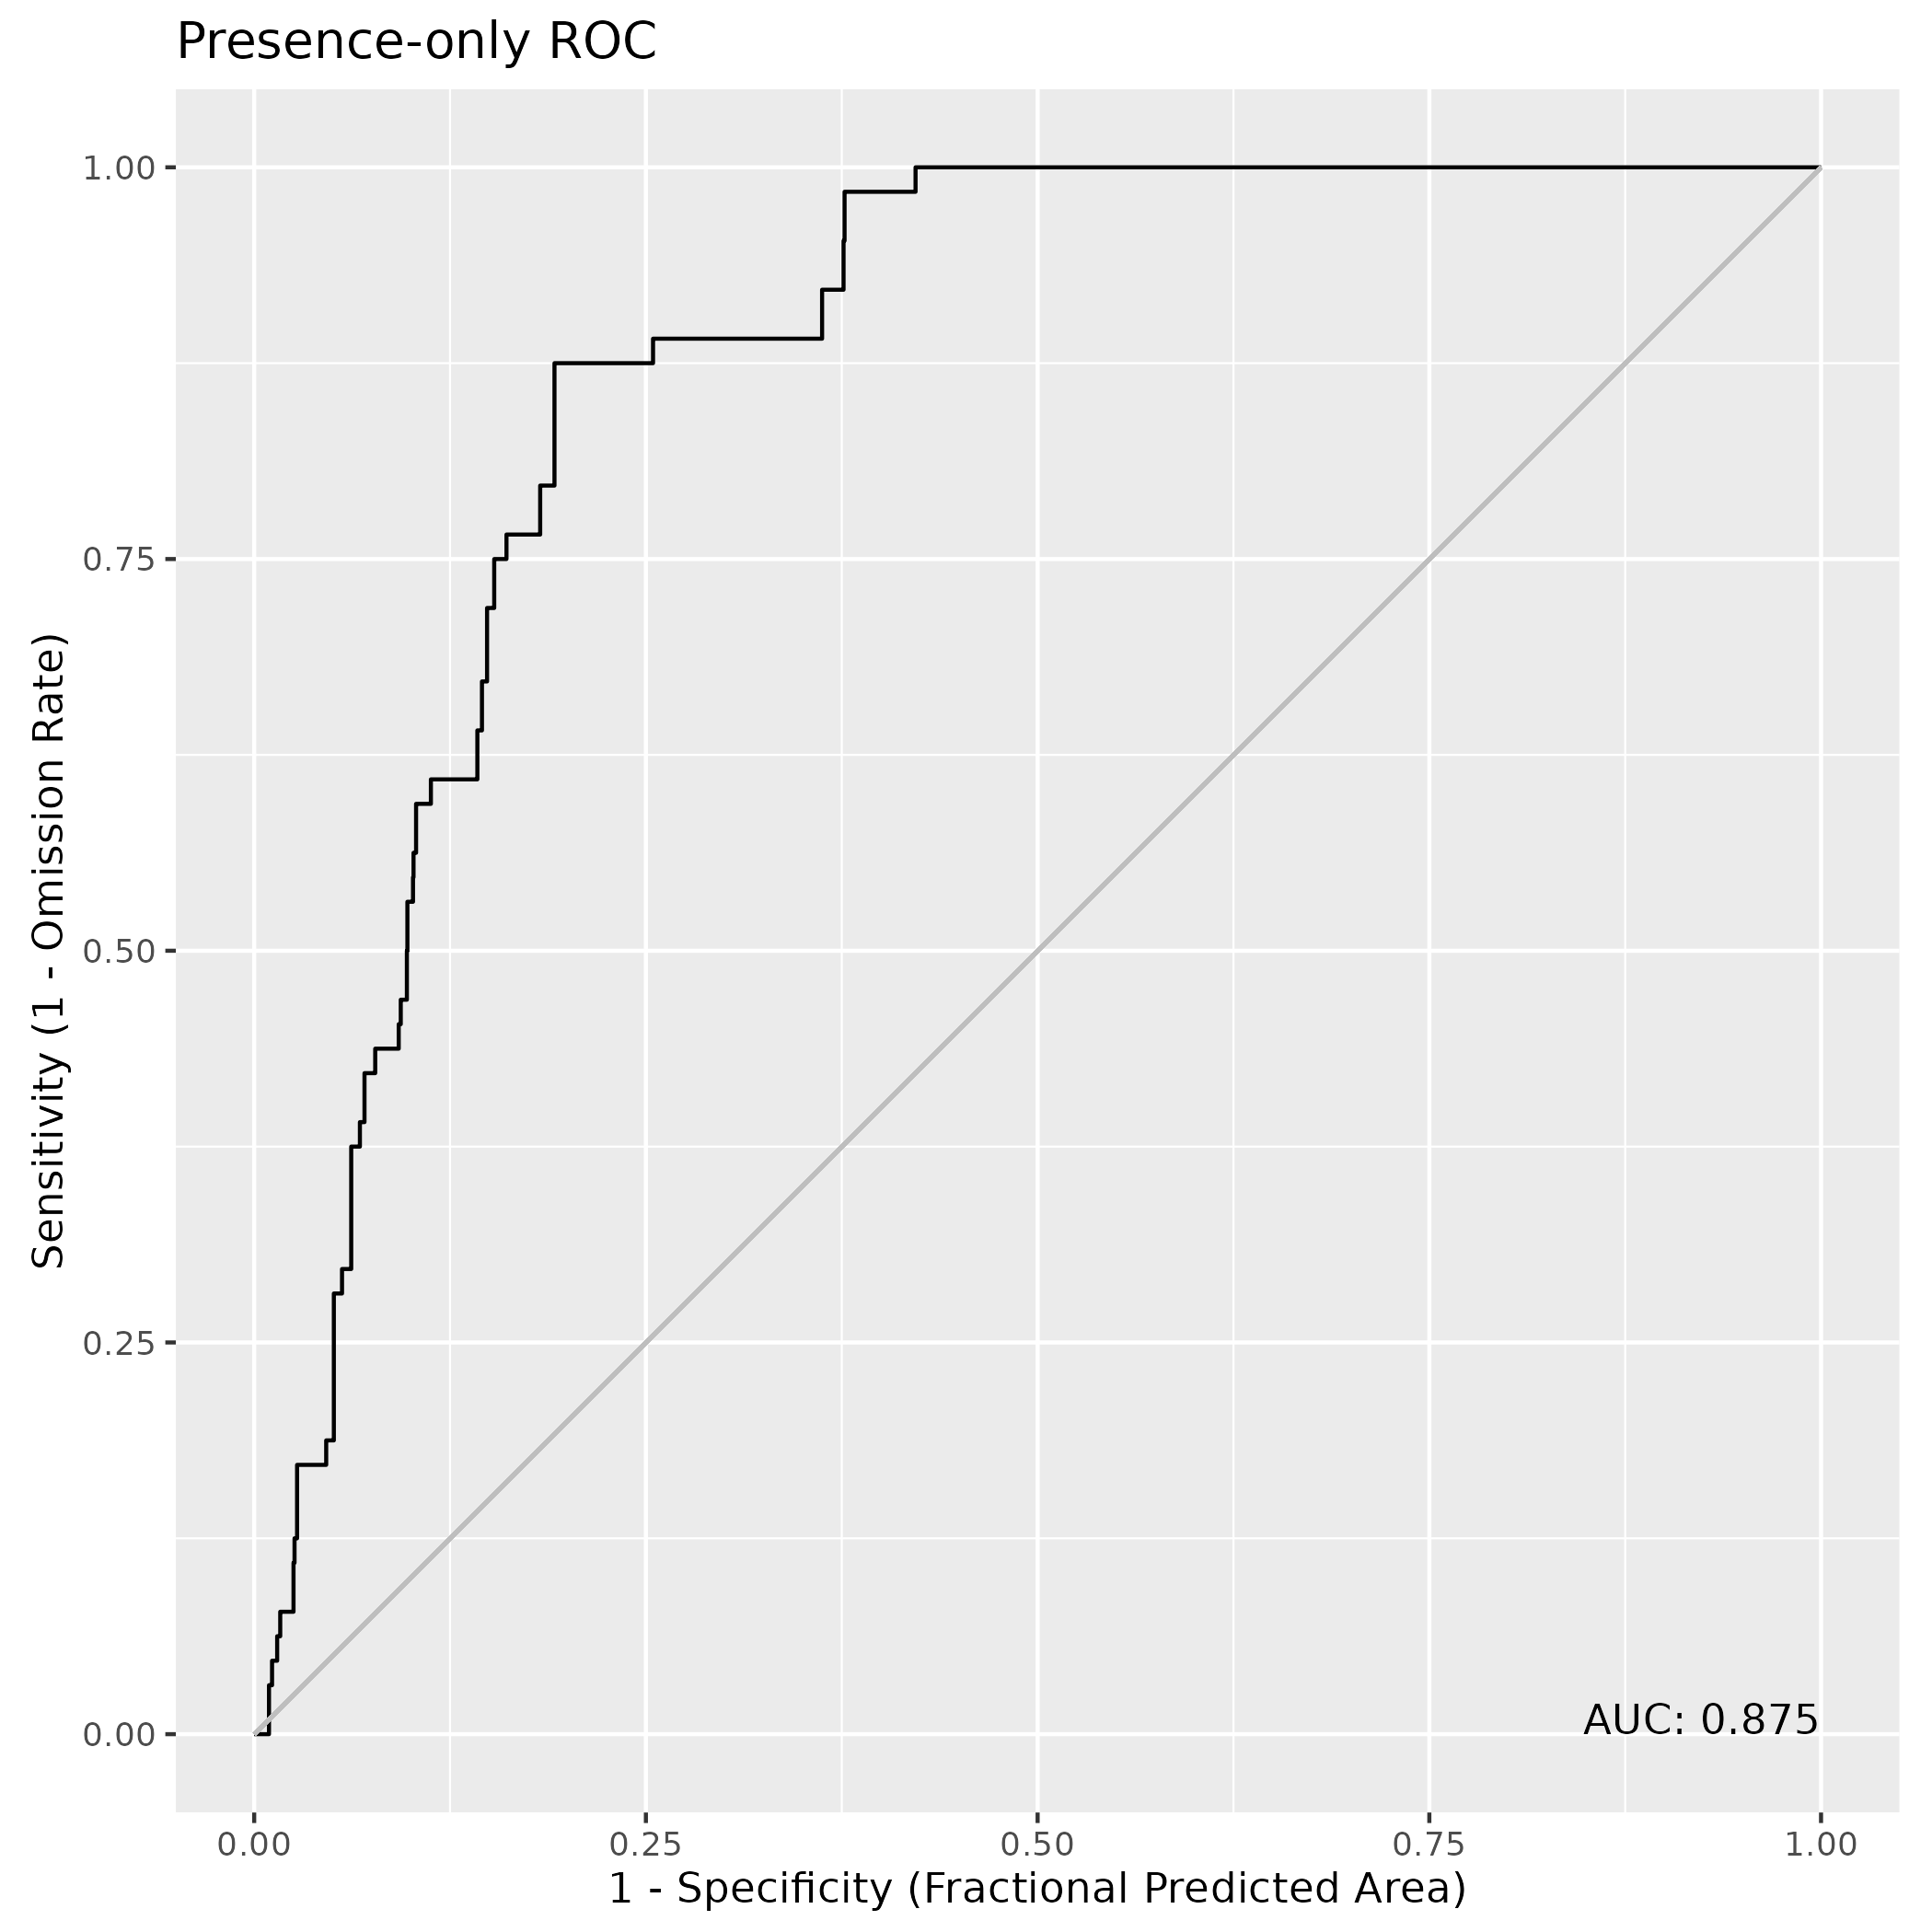 Presence-only ROC
1.00
0.75
0.50
0.25
0.00
Sensitivity (1 - Omission Rate)
AUC: 0.875
0.00
0.25
0.50
0.75
1.00
1 - Specificity (Fractional Predicted Area)